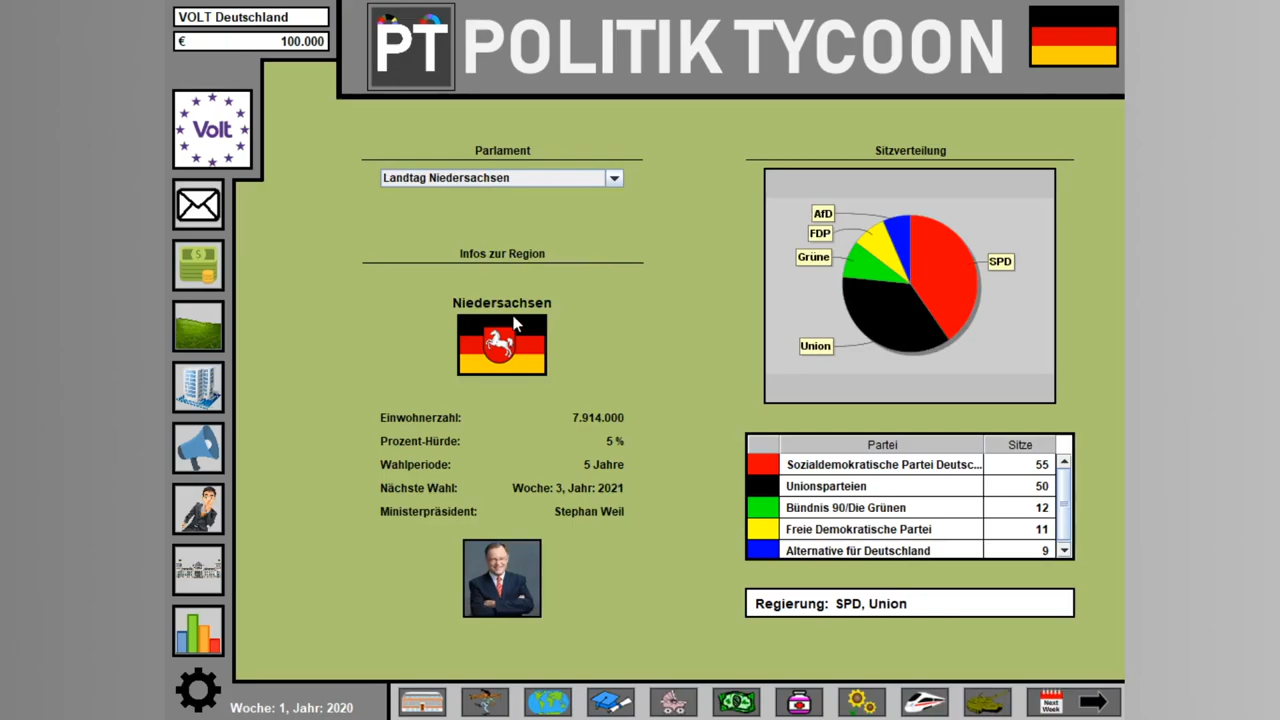 VOLT Deutschland
€ 100.000
PT POLITIK TYCOON
Volt
Parlament
Landtag Niedersachsen
Infos zur Region
Niedersachsen
Einwohnerzahl: 7.914.000
Prozent-Hürde: 5 %
Wahlperiode: 5 Jahre
Nächste Wahl: Woche: 3, Jahr: 2021
Ministerpräsident: Stephan Weil
Sitzverteilung
AfD
FDP
Grüne
SPD
Union
Partei Sitze
Sozialdemokratische Partei Deutsc... 55
Unionsparteien 50
Bündnis 90/Die Grünen 12
Freie Demokratische Partei 11
Alternative für Deutschland 9
Regierung: SPD, Union
Woche: 1, Jahr: 2020
Next
Week